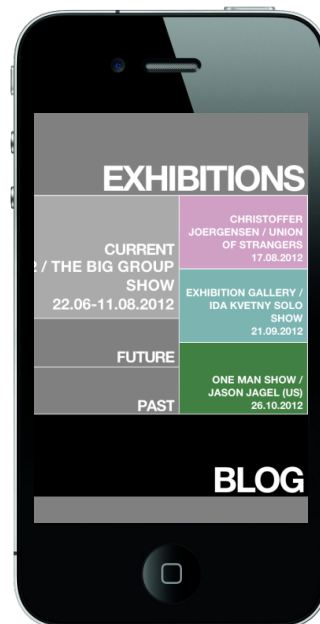 EXHIBITIONS
CURRENT
2 / THE BIG GROUP
SHOW
22.06-11.08.2012
FUTURE
PAST
CHRISTOFFER
JOERGENSEN / UNION
OF STRANGERS
17.08.2012
EXHIBITION GALLERY /
IDA KVETNY SOLO
SHOW
21.09.2012
ONE MAN SHOW /
JASON JAGEL (US)
26.10.2012
BLOG